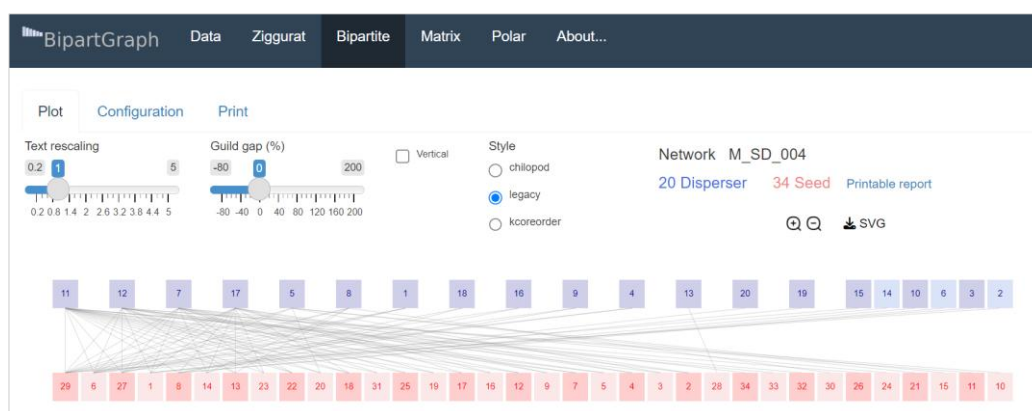 BipartGraph Data Ziggurat Bipartite Matrix Polar About...
Plot Configuration Print
Text rescaling
0.2 1 5
0.2 0.8 1.4 2 2.6 3.2 3.8 4.4 5
Guild gap (%)
-80 0 200
-80 -40 0 40 80 120 160 200
Vertical
Style
chilopod
legacy
kcoreorder
Network M_SD_004
20 Disperser 34 Seed Printable report
SVG
11 12 7 17 5 8 1 18 16 9 4 13 20 19 15 14 10 6 3 2
29 6 27 1 8 14 13 23 22 20 18 31 25 19 17 16 12 9 7 5 4 3 2 28 34 33 32 30 26 24 21 15 11 10